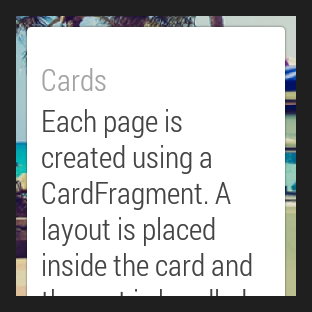 Cards
Each page is
created using a
CardFragment. A
layout is placed
inside the card and